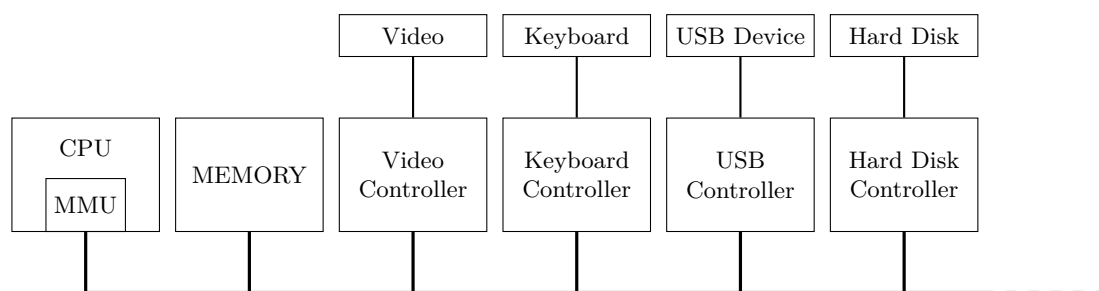 Video
Keyboard
USB Device
Hard Disk
CPU
MMU
MEMORY
Video
Controller
Keyboard
Controller
USB
Controller
Hard Disk
Controller